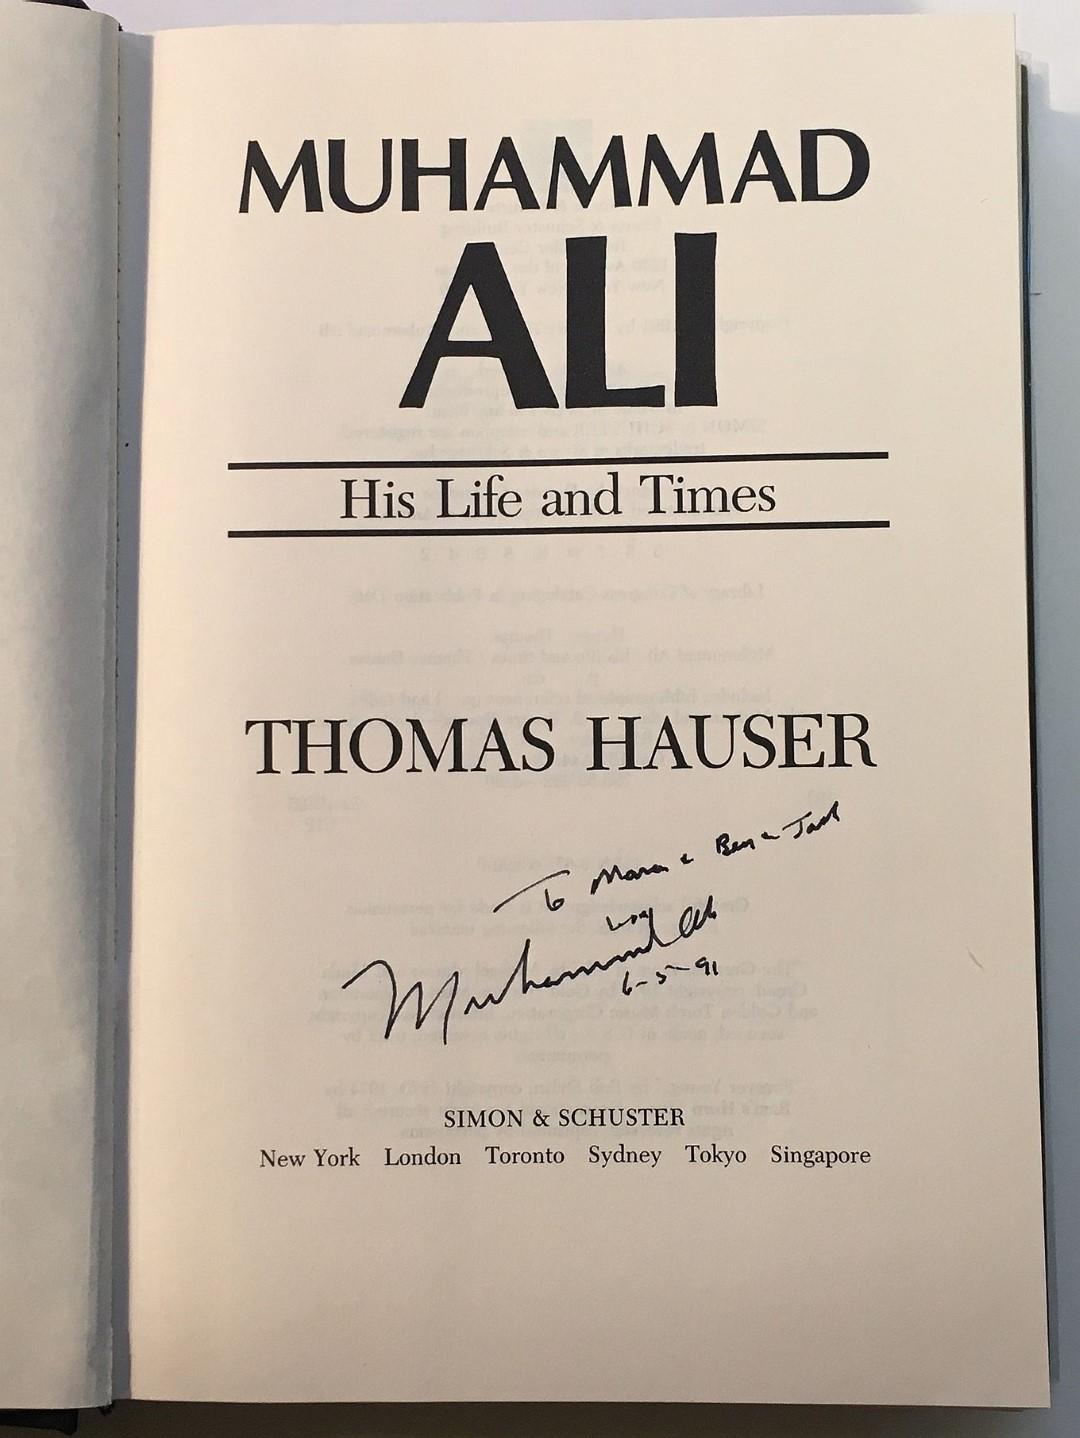 MUHAMMAD
ALI
His Life and Times
THOMAS HAUSER
To Mara & Ben & Jack
Love
Muhammad Ali
6-5-91
SIMON & SCHUSTER
New York London Toronto Sydney Tokyo Singapore